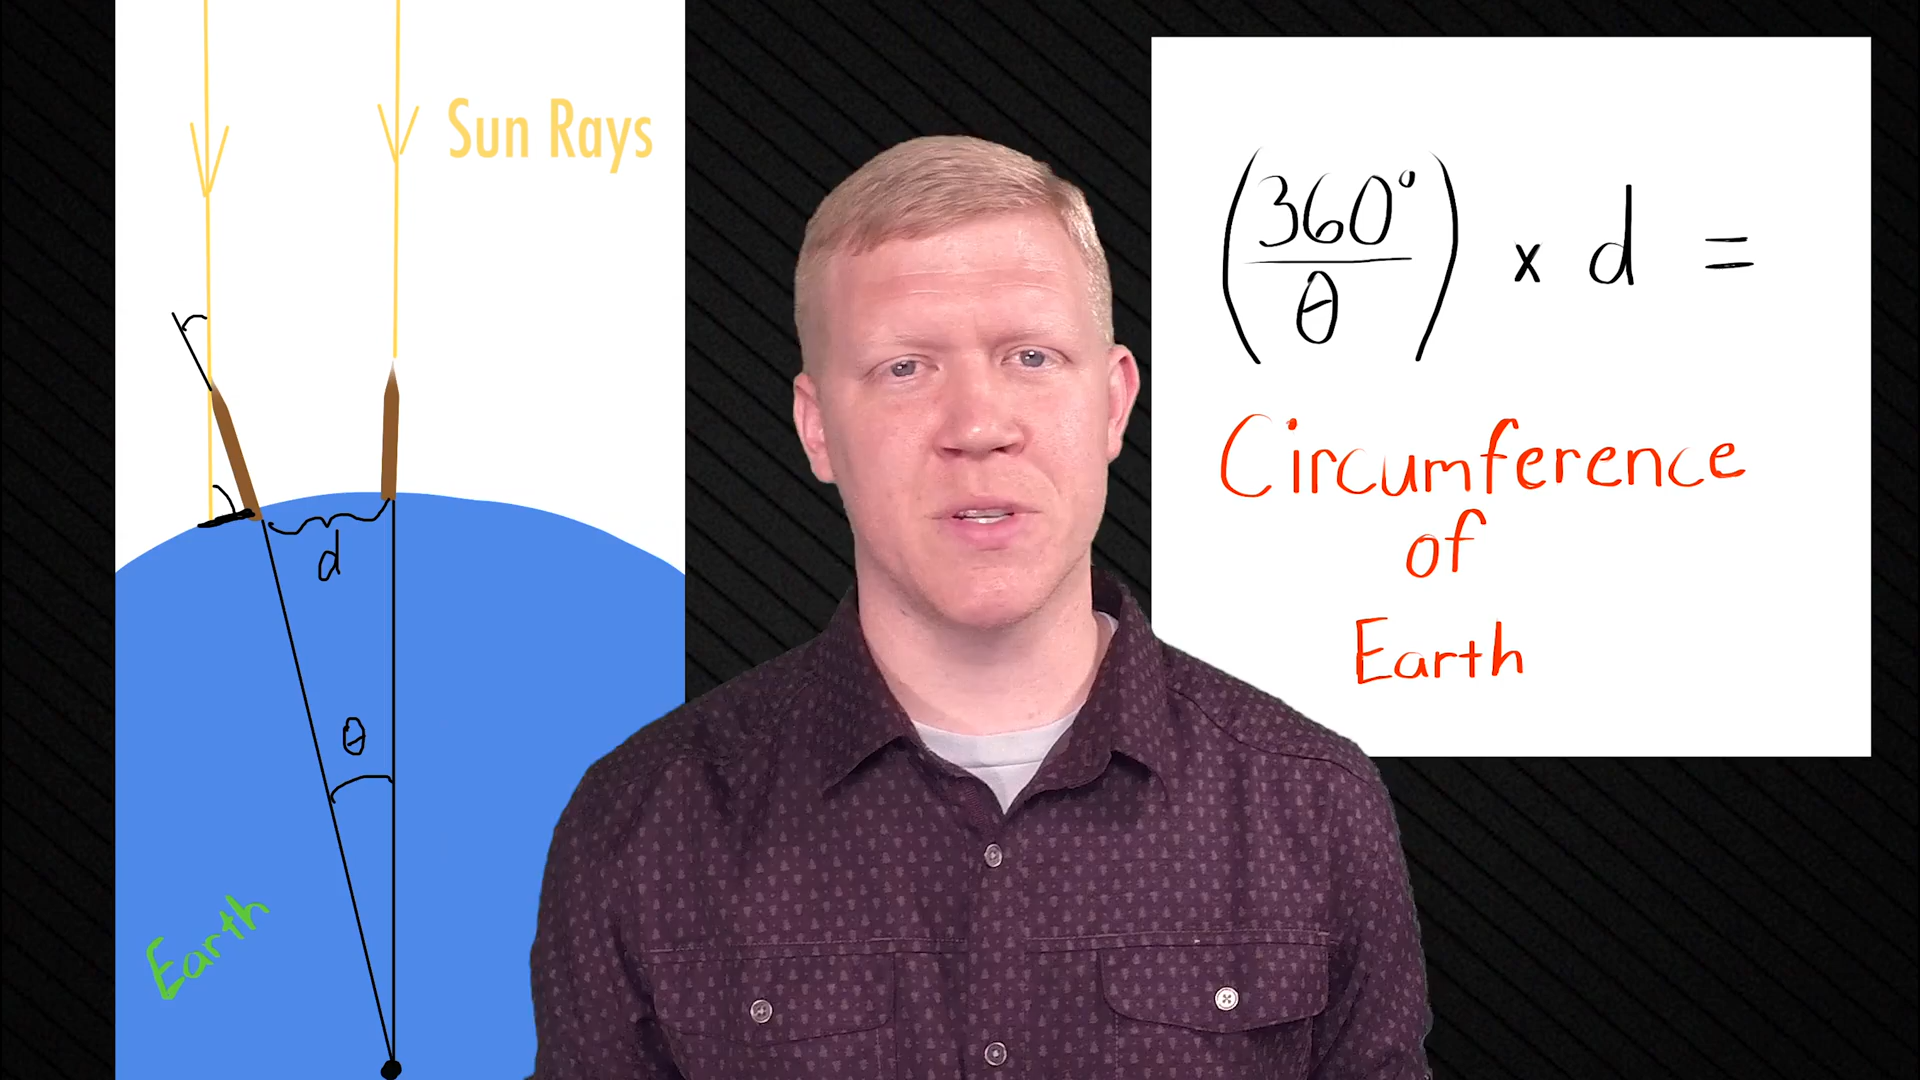 Sun Rays
d
θ
Earth
(360°/θ) x d =
Circumference
of
Earth